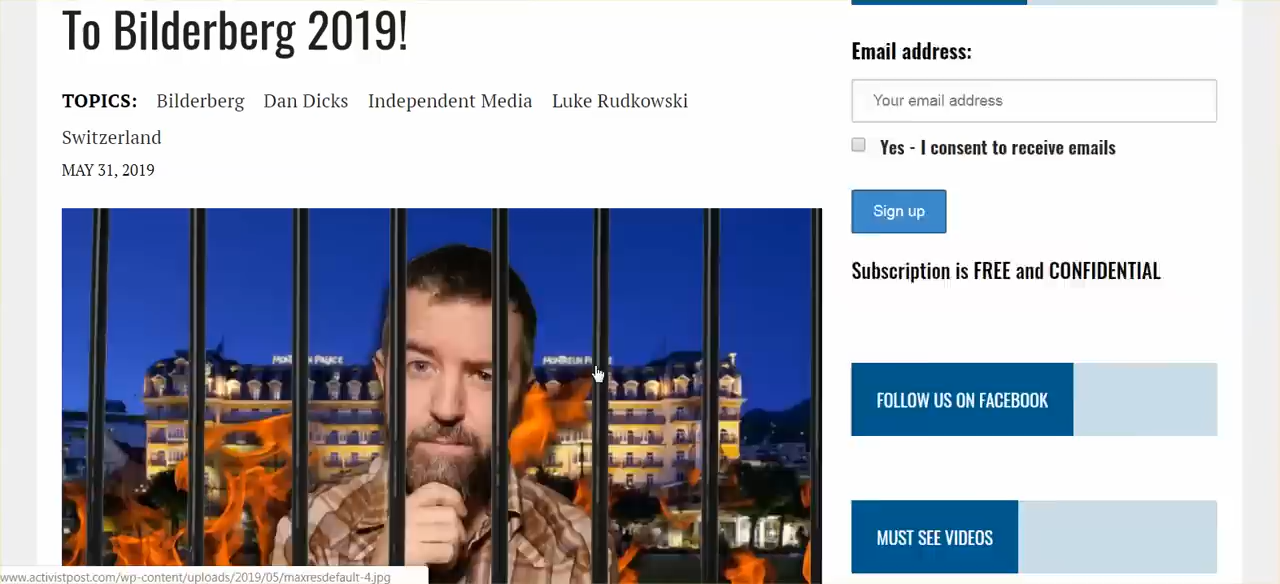 To Bilderberg 2019!
TOPICS: Bilderberg Dan Dicks Independent Media Luke Rudkowski
Switzerland
MAY 31, 2019
MONTREUX PALACE
Email address:
Your email address
Yes - I consent to receive emails
Sign up
Subscription is FREE and CONFIDENTIAL
FOLLOW US ON FACEBOOK
MUST SEE VIDEOS
www.activistpost.com/wp-content/uploads/2019/05/maxresdefault-4.jpg